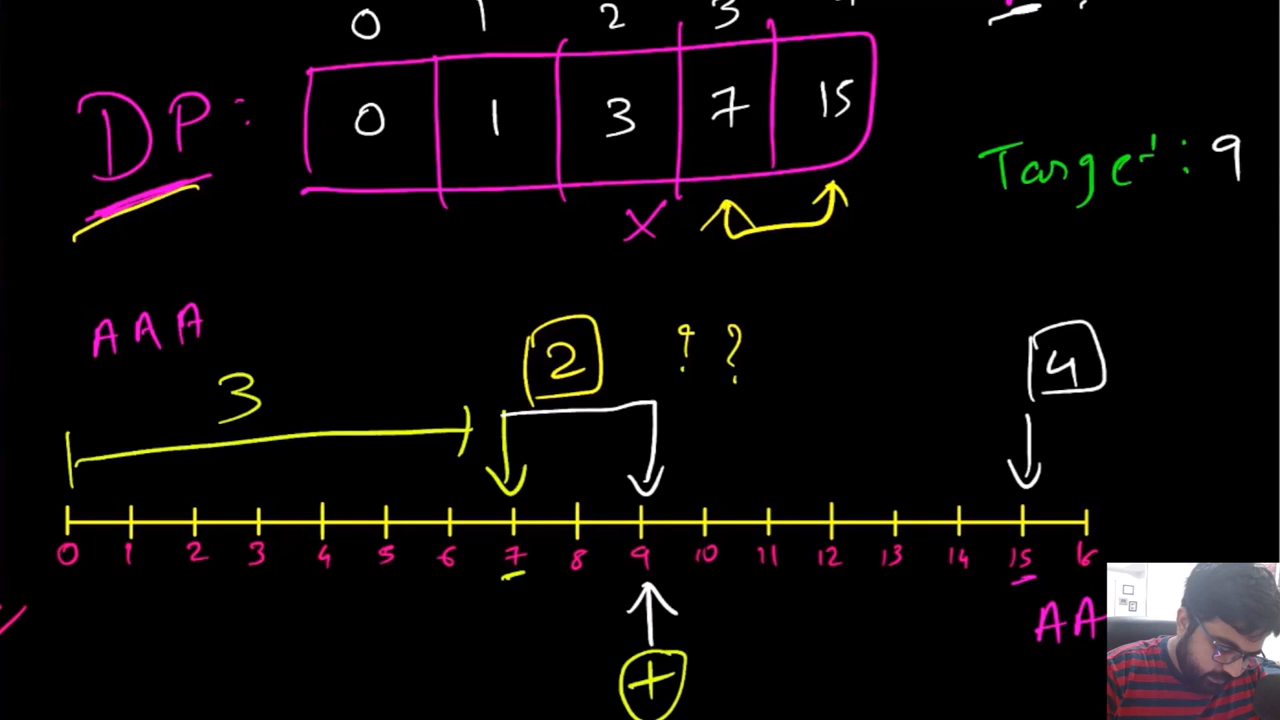 0 1 2 3
DP: 0 1 3 7 15
Target: 9
X
AAA
3
2 ? ?
4
0 1 2 3 4 5 6 7 8 9 10 11 12 13 14 15 16
AA
+